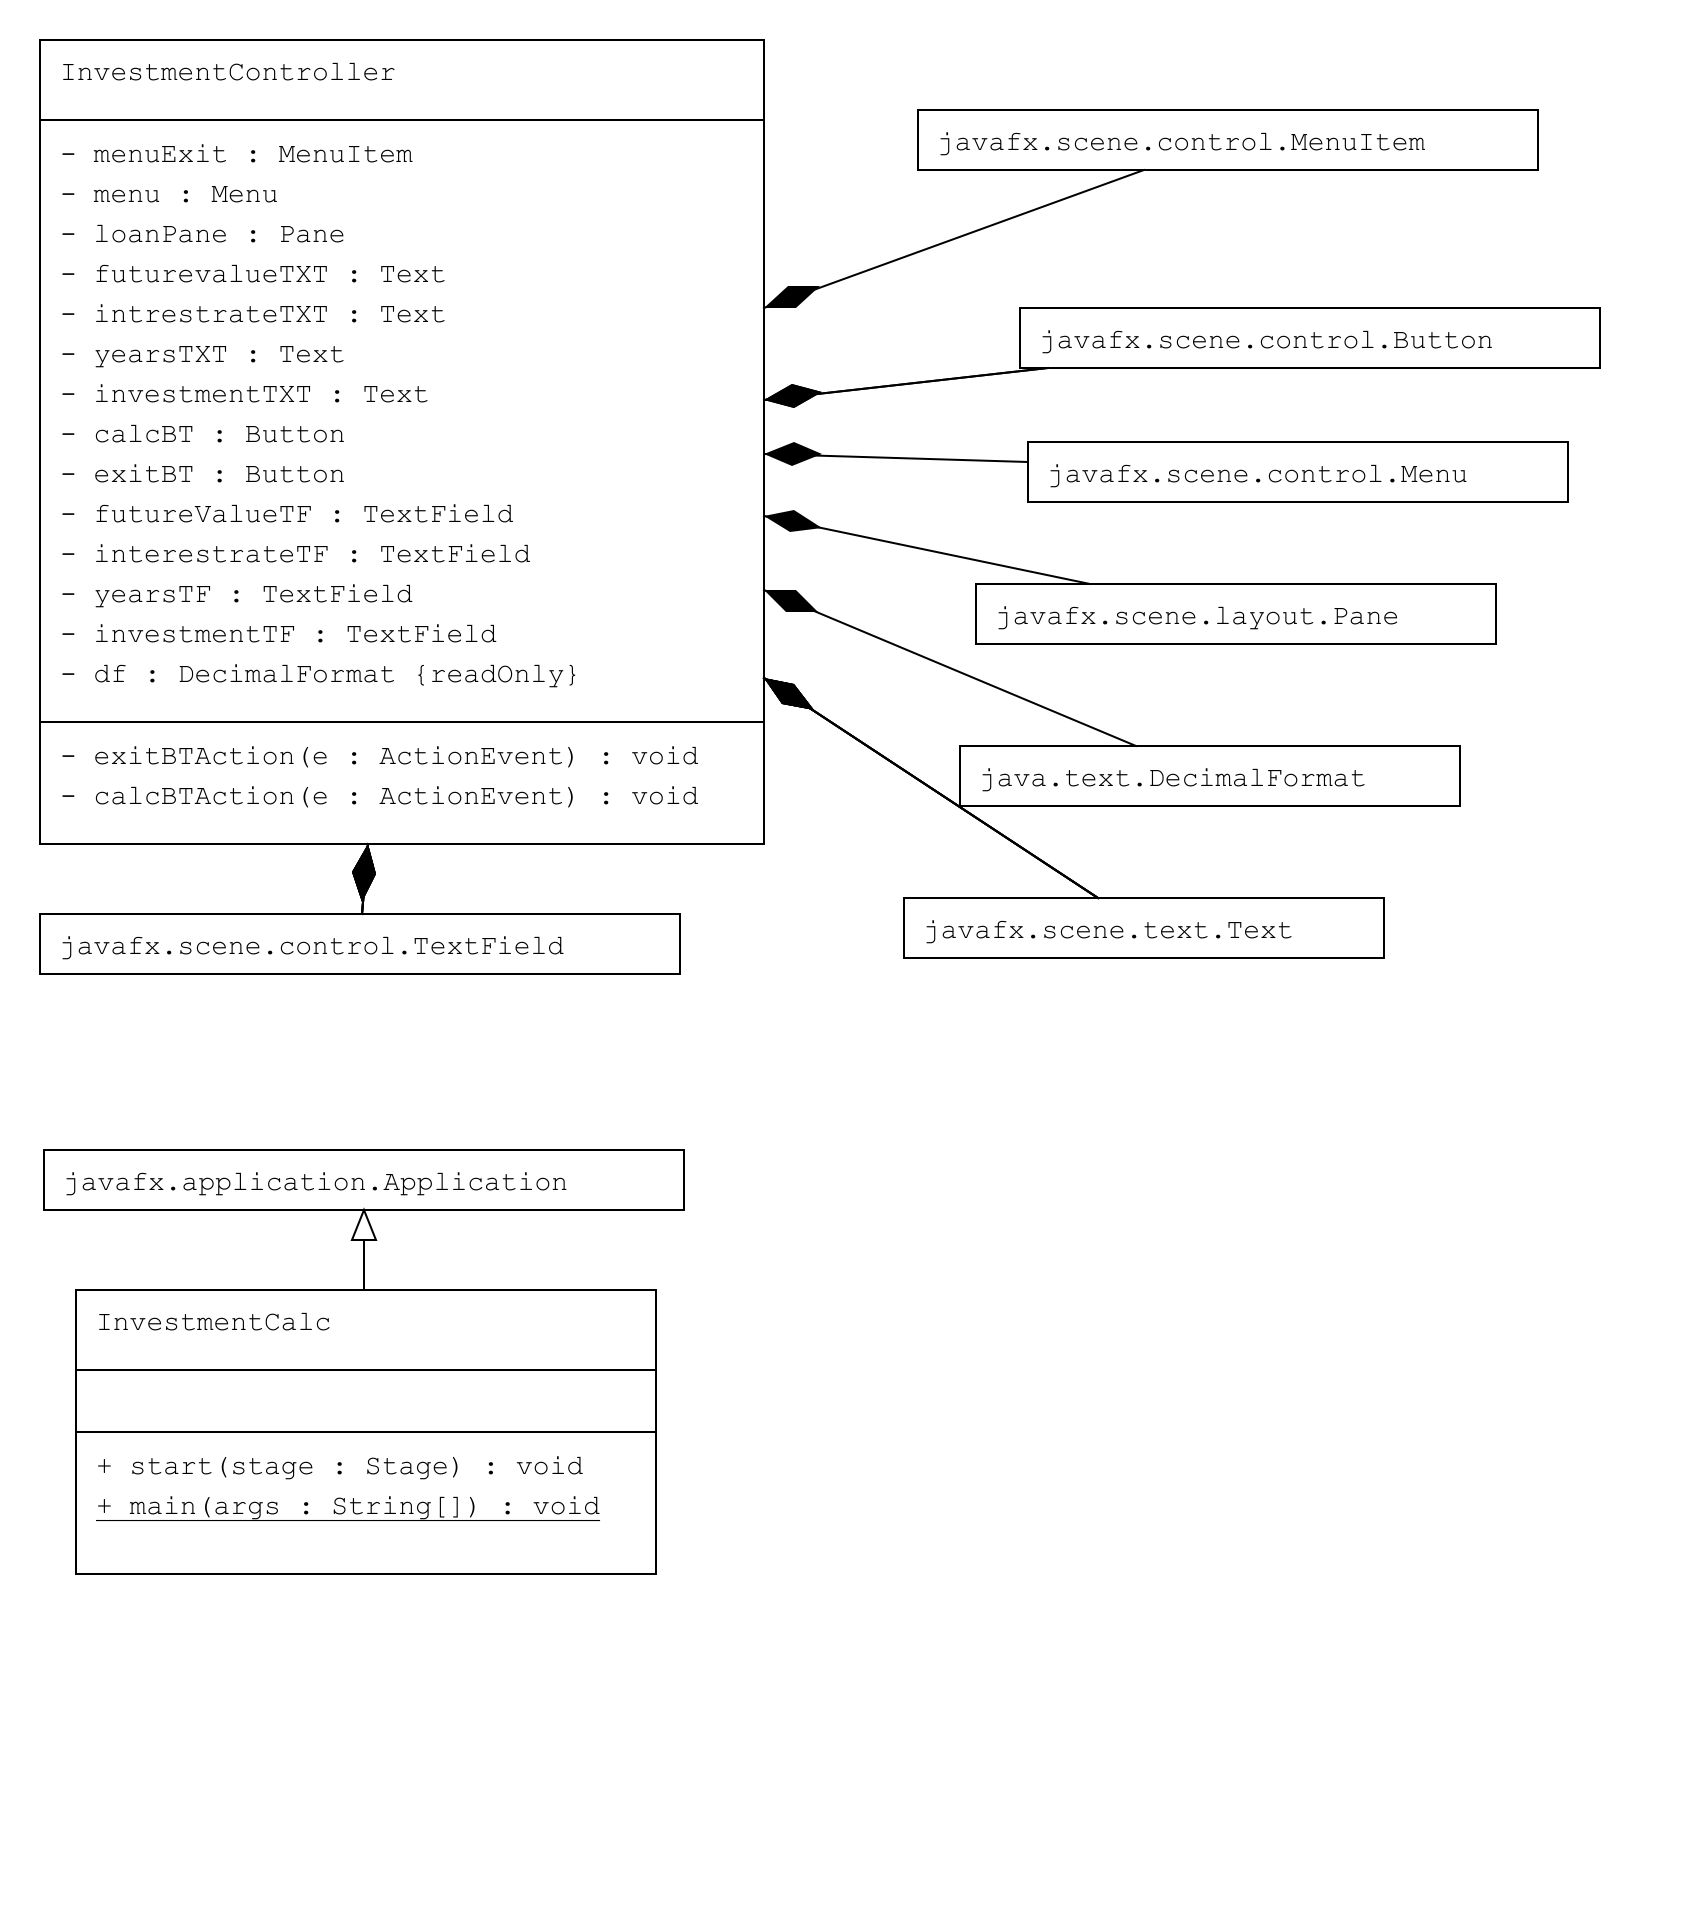 InvestmentController
- menuExit : MenuItem
- menu : Menu
- loanPane : Pane
- futurevalueTXT : Text
- intrestrateTXT : Text
- yearsTXT : Text
- investmentTXT : Text
- calcBT : Button
- exitBT : Button
- futureValueTF : TextField
- interestrateTF : TextField
- yearsTF : TextField
- investmentTF : TextField
- df : DecimalFormat {readOnly}
- exitBTAction(e : ActionEvent) : void
- calcBTAction(e : ActionEvent) : void
javafx.scene.control.MenuItem
javafx.scene.control.Button
javafx.scene.control.Menu
javafx.scene.layout.Pane
java.text.DecimalFormat
javafx.scene.text.Text
javafx.scene.control.TextField
javafx.application.Application
InvestmentCalc
+ start(stage : Stage) : void
+ main(args : String[]) : void